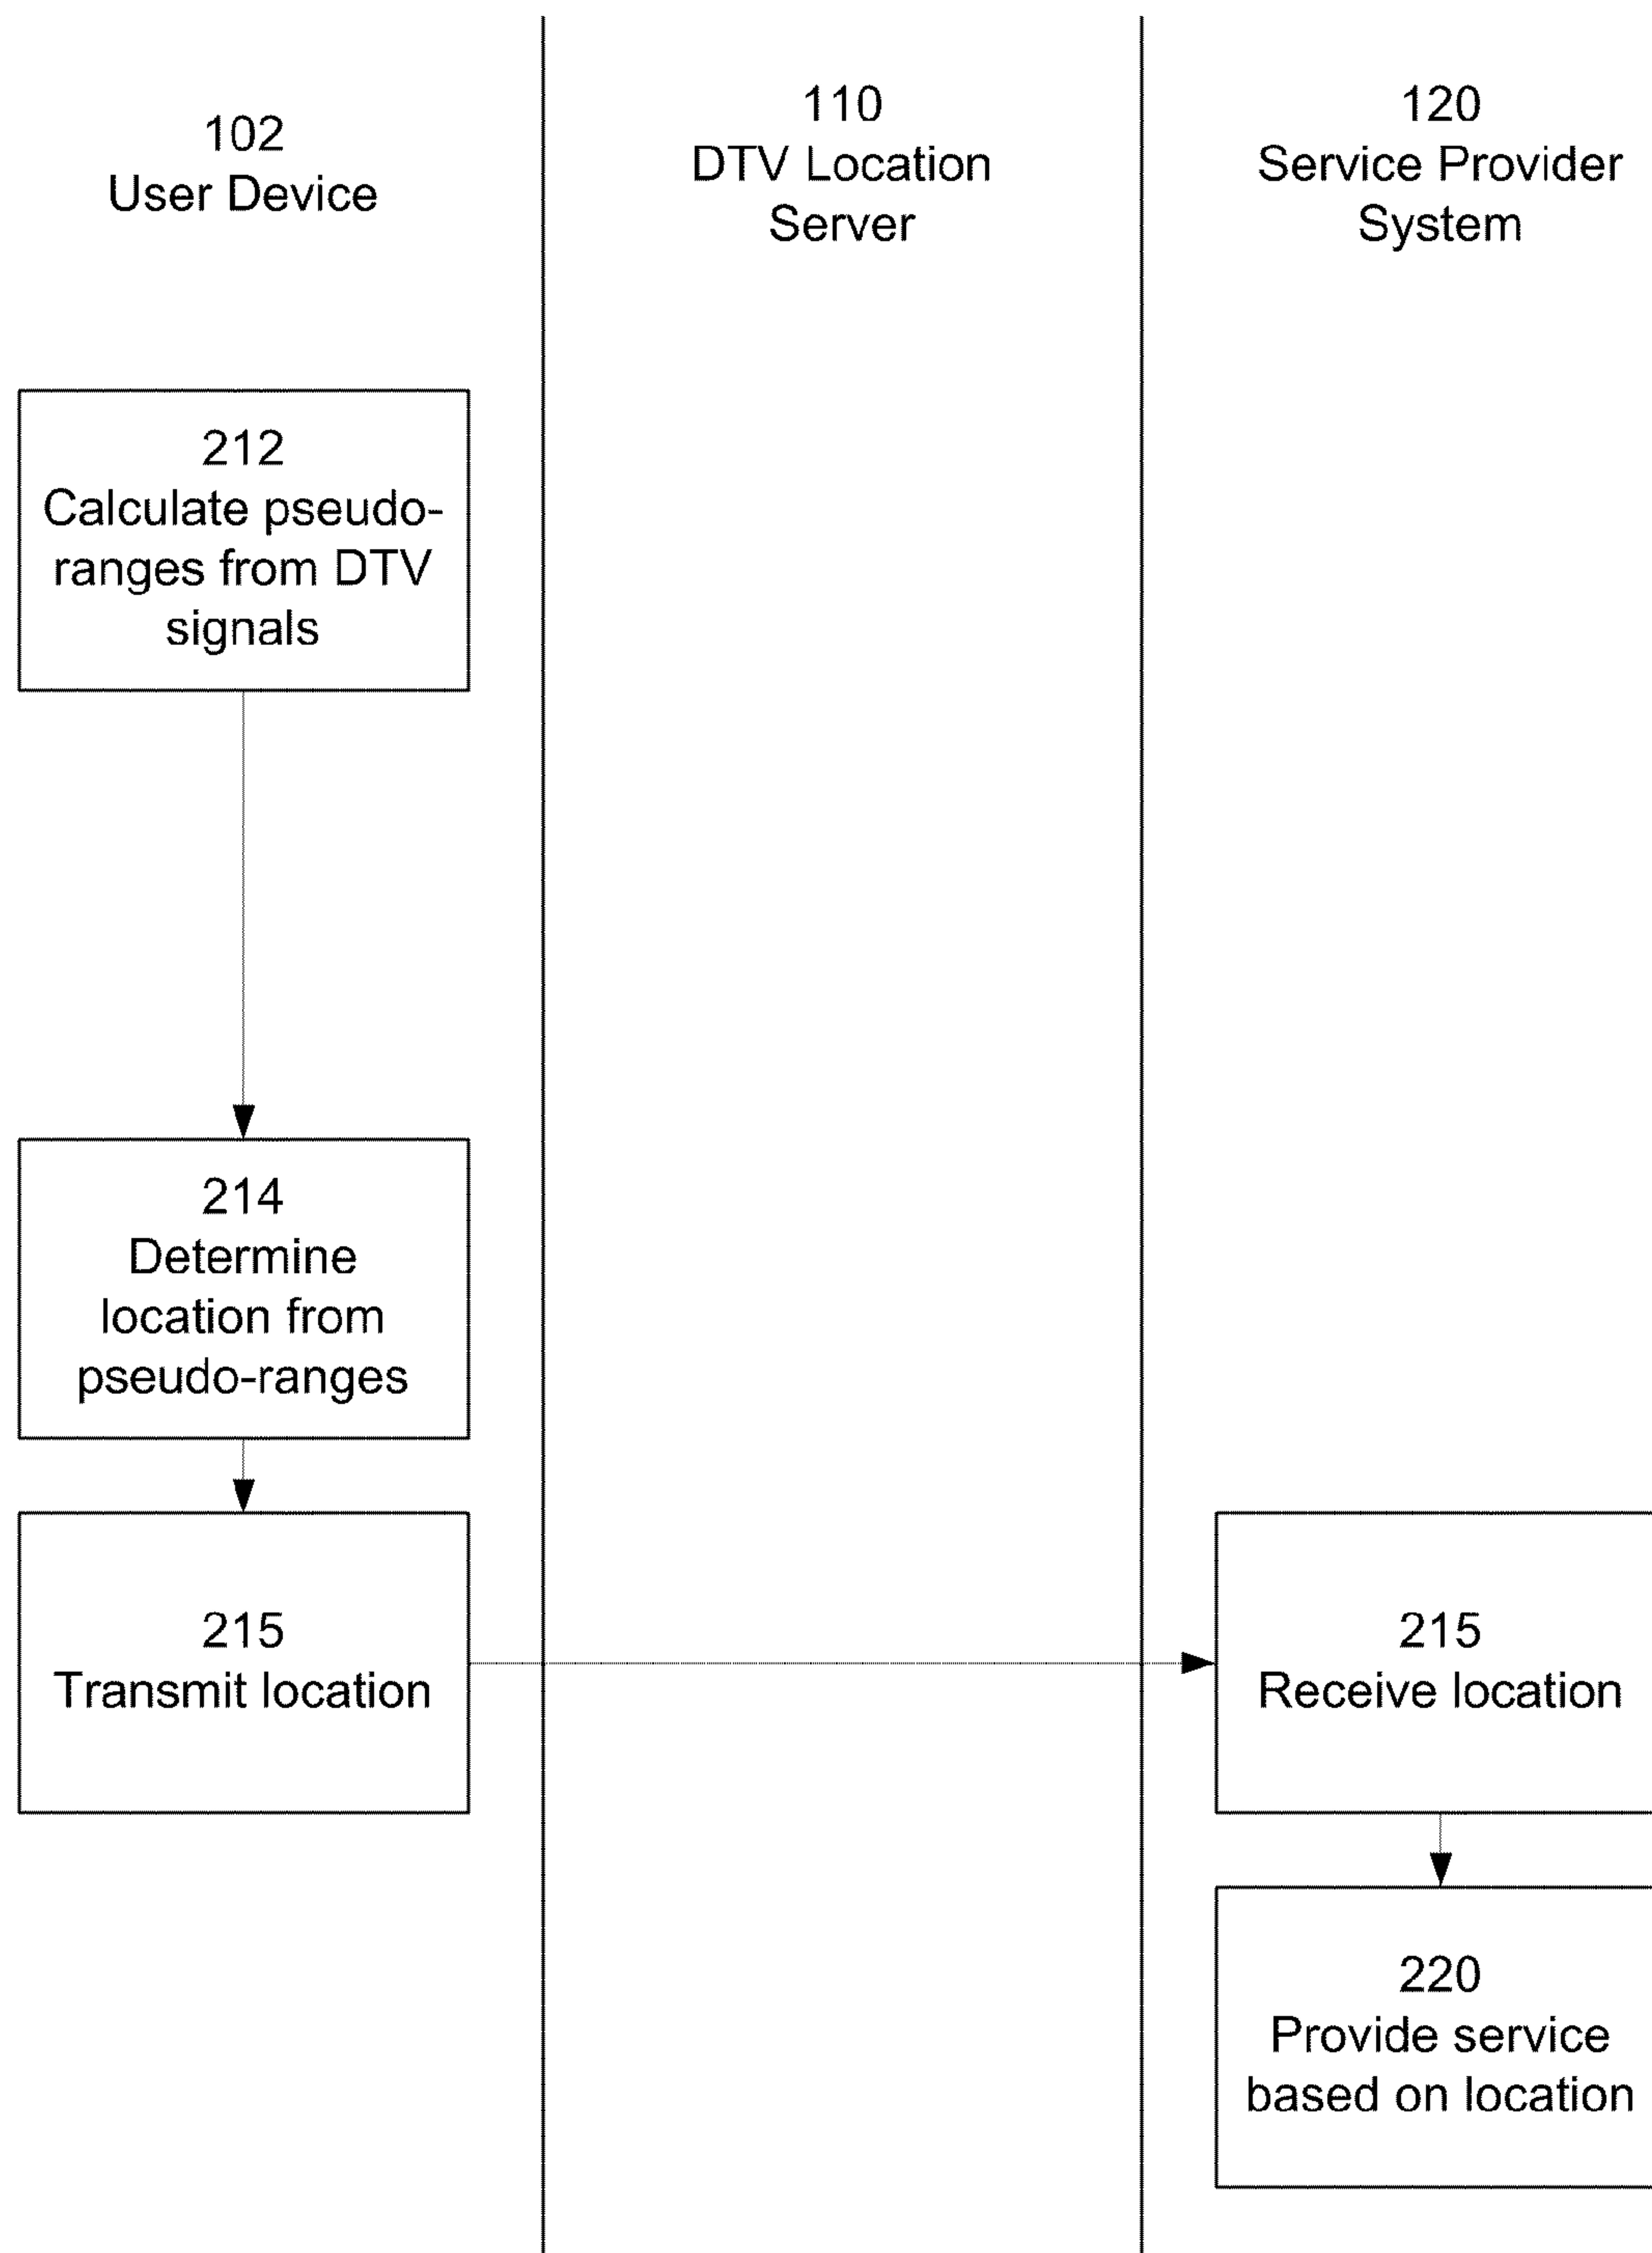 102
User Device
110
DTV Location
Server
120
Service Provider
System
212
Calculate pseudo-
ranges from DTV
signals
214
Determine
location from
pseudo-ranges
215
Transmit location
215
Receive location
220
Provide service
based on location